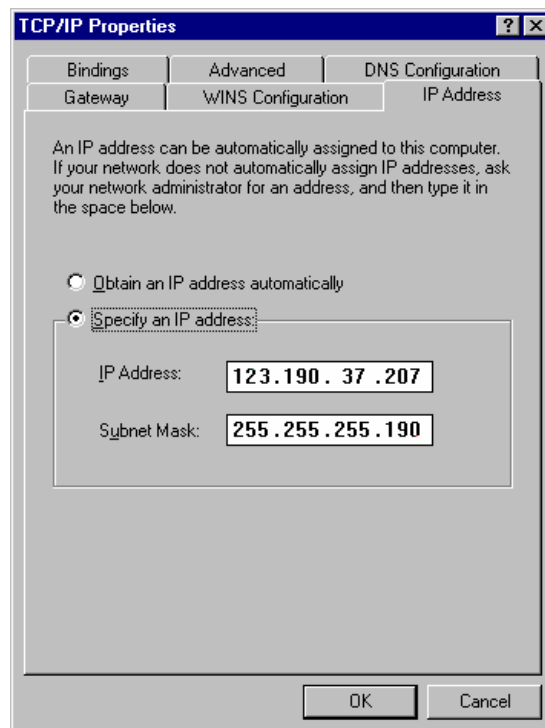 TCP/IP Properties
? X
Bindings Advanced DNS Configuration
Gateway WINS Configuration IP Address
An IP address can be automatically assigned to this computer.
If your network does not automatically assign IP addresses, ask
your network administrator for an address, and then type it in
the space below.
Obtain an IP address automatically
Specify an IP address:
IP Address: 123.190. 37 .207
Subnet Mask: 255.255.255.190
OK Cancel